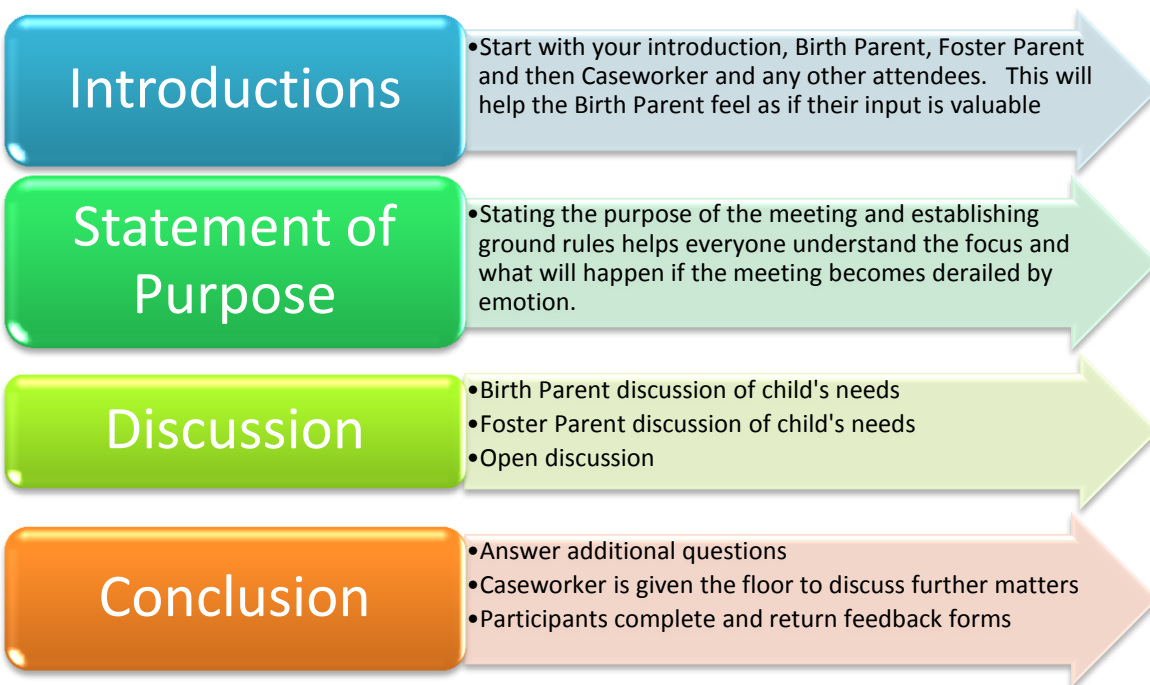 Introductions
•Start with your introduction, Birth Parent, Foster Parent
and then Caseworker and any other attendees.   This will
help the Birth Parent feel as if their input is valuable
Statement of
Purpose
•Stating the purpose of the meeting and establishing
ground rules helps everyone understand the focus and
what will happen if the meeting becomes derailed by
emotion.
Discussion
•Birth Parent discussion of child's needs
•Foster Parent discussion of child's needs
•Open discussion
Conclusion
•Answer additional questions
•Caseworker is given the floor to discuss further matters
•Participants complete and return feedback forms